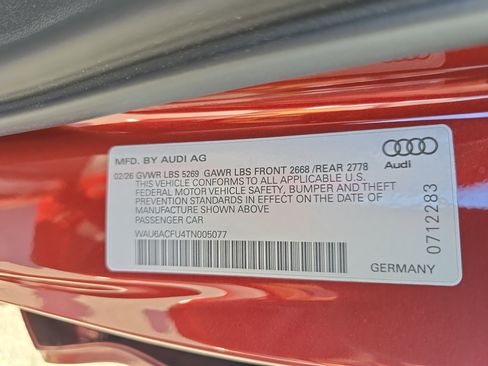 MFD. BY AUDI AG
02/26 GVWR LBS 5269 GAWR LBS FRONT 2668 /REAR 2778
THIS VEHICLE CONFORMS TO ALL APPLICABLE U.S.
FEDERAL MOTOR VEHICLE SAFETY, BUMPER AND THEFT
PREVENTION STANDARDS IN EFFECT ON THE DATE OF
MANUFACTURE SHOWN ABOVE
PASSENGER CAR
WAU6ACFU4TN005077
Audi
0712283
GERMANY